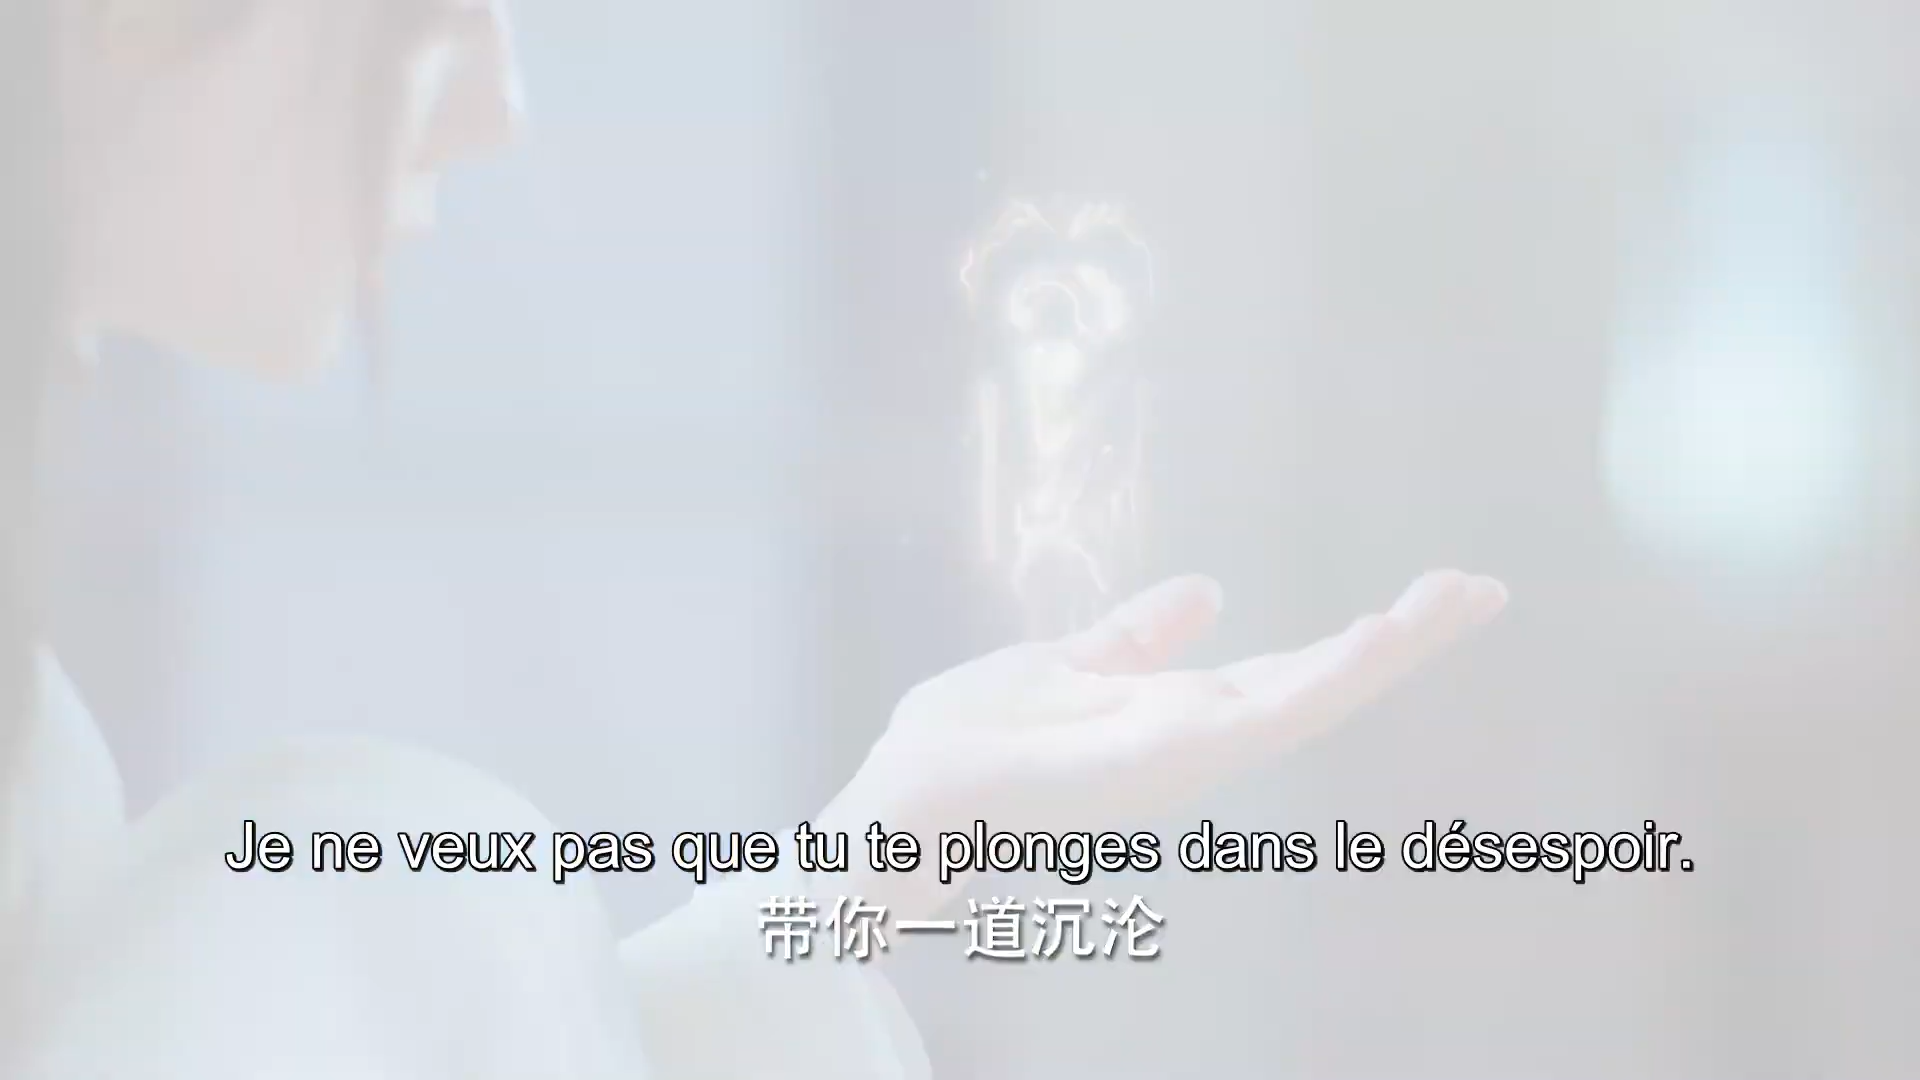 Je ne veux pas que tu te plonges dans le désespoir.
带你一道沉沦